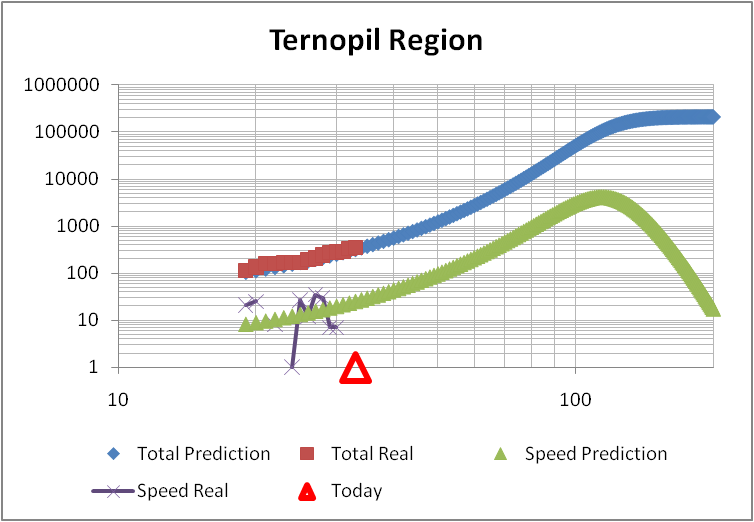 Ternopil Region
1000000
100000
10000
1000
100
10
1
10 100
Total Prediction Total Real Speed Prediction
Speed Real Today